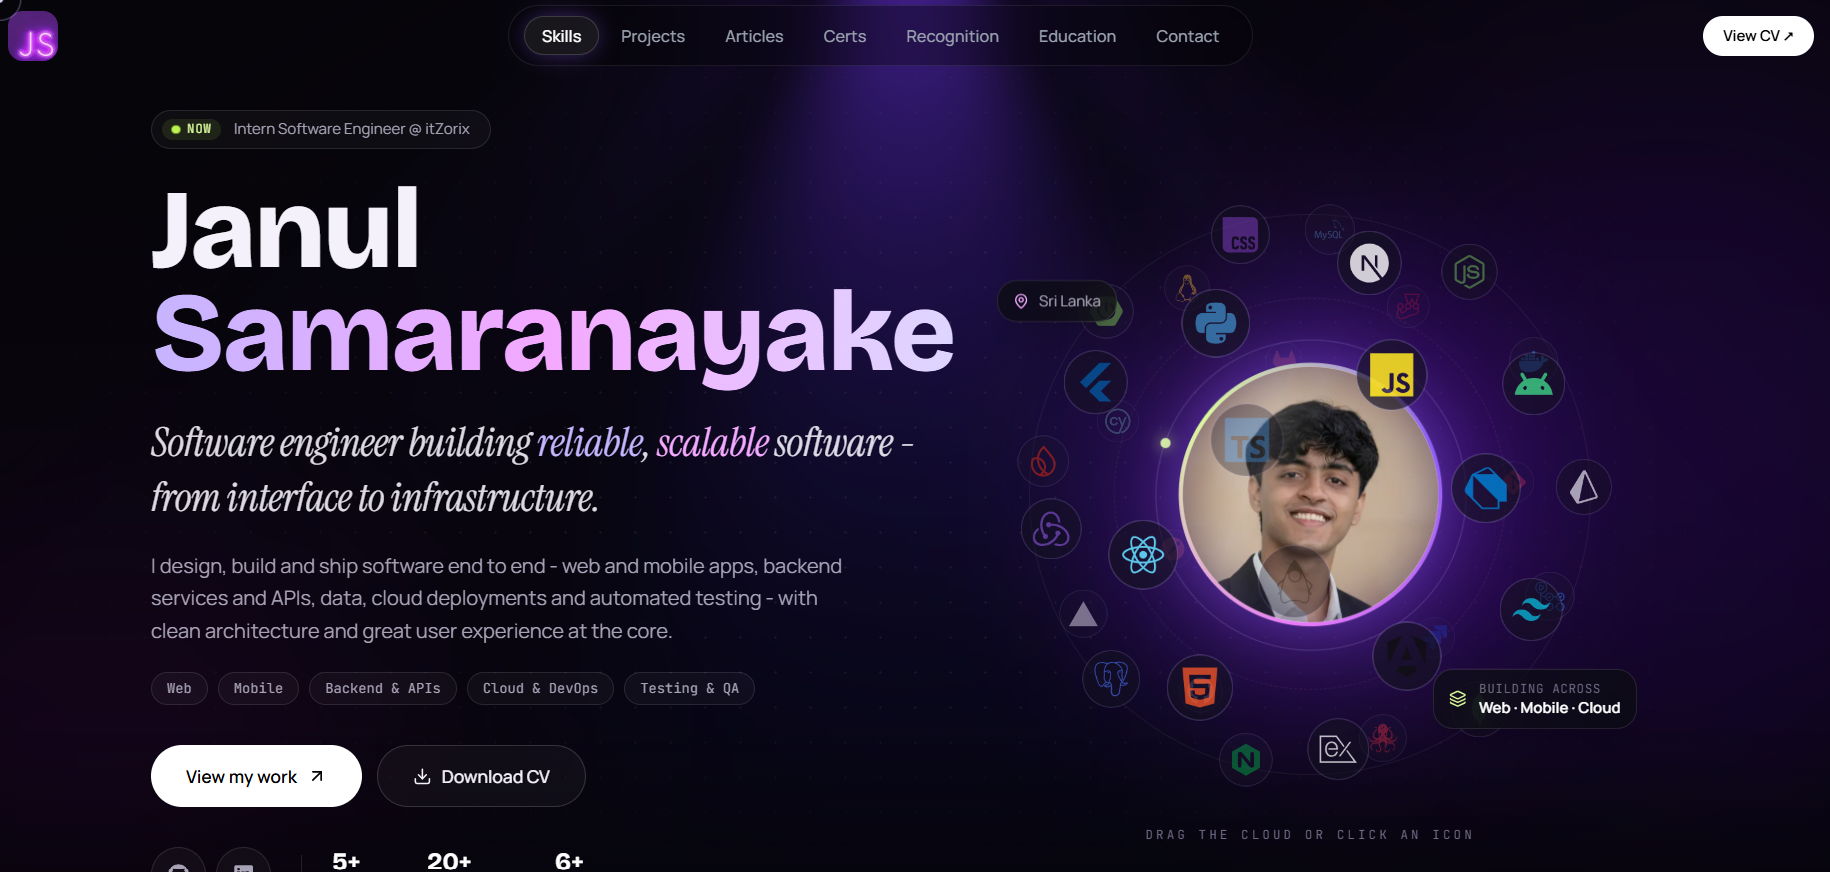 JS
Skills
Projects
Articles
Certs
Recognition
Education
Contact
View CV ↗
NOW
Intern Software Engineer @ itZorix
Janul
Samaranayake
Software engineer building reliable, scalable software -
from interface to infrastructure.
I design, build and ship software end to end - web and mobile apps, backend
services and APIs, data, cloud deployments and automated testing - with
clean architecture and great user experience at the core.
Web
Mobile
Backend & APIs
Cloud & DevOps
Testing & QA
View my work
Download CV
5+
20+
6+
CSS
MySQL
N
JS
Sri Lanka
JS
cy
TS
5
BUILDING ACROSS
Web · Mobile · Cloud
N
ex
DRAG THE CLOUD OR CLICK AN ICON